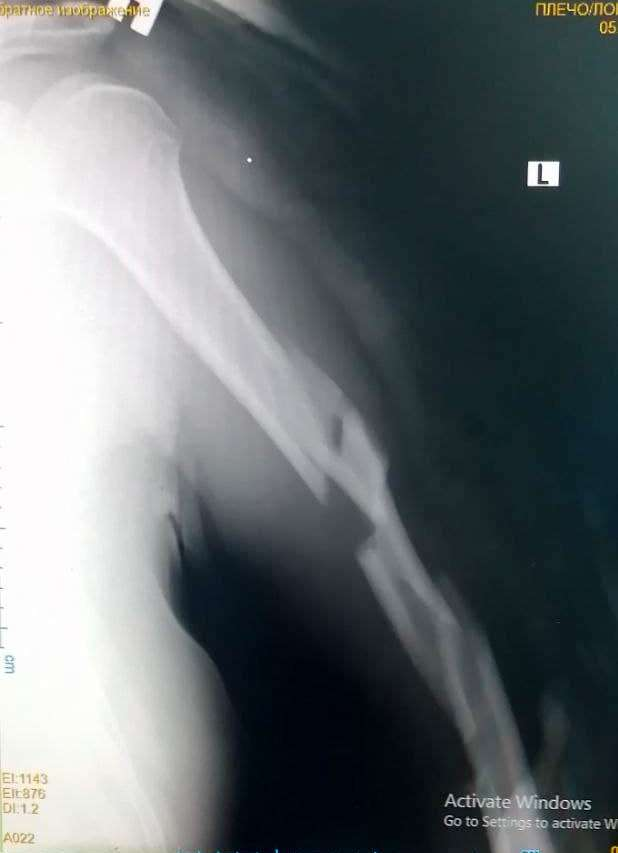 братное изображение
ПЛЕЧО/ЛО
05
L
cm
EI:1143
EIt:876
DI:1.2
A022
Activate Windows
Go to Settings to activate W